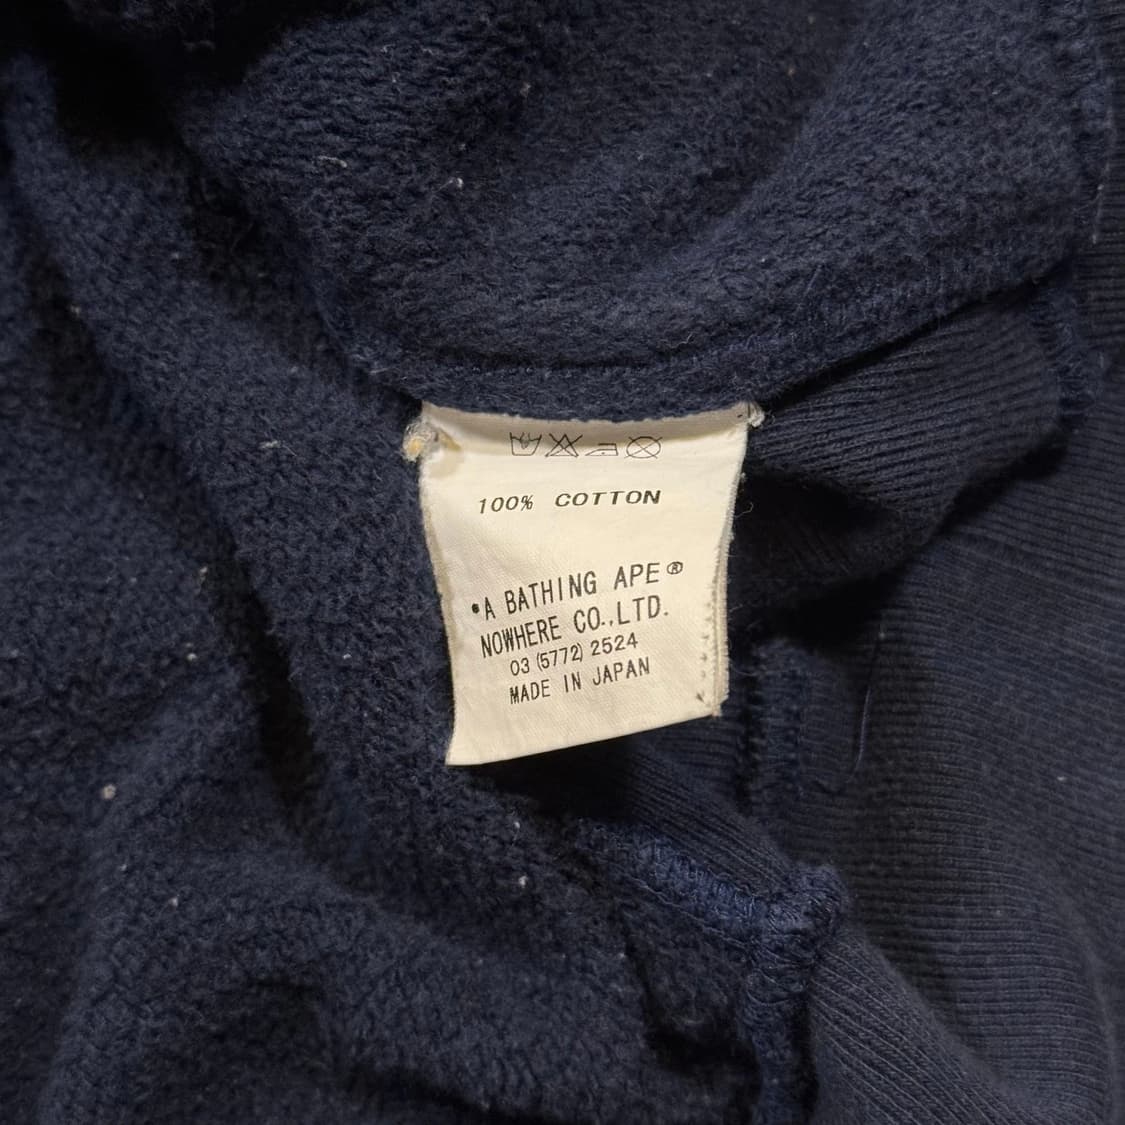 100% COTTON
•A BATHING APE®
NOWHERE CO.,LTD.
03 (5772) 2524
MADE IN JAPAN